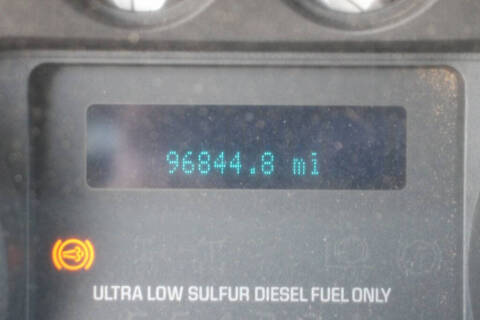 96844.8 mi
ULTRA LOW SULFUR DIESEL FUEL ONLY